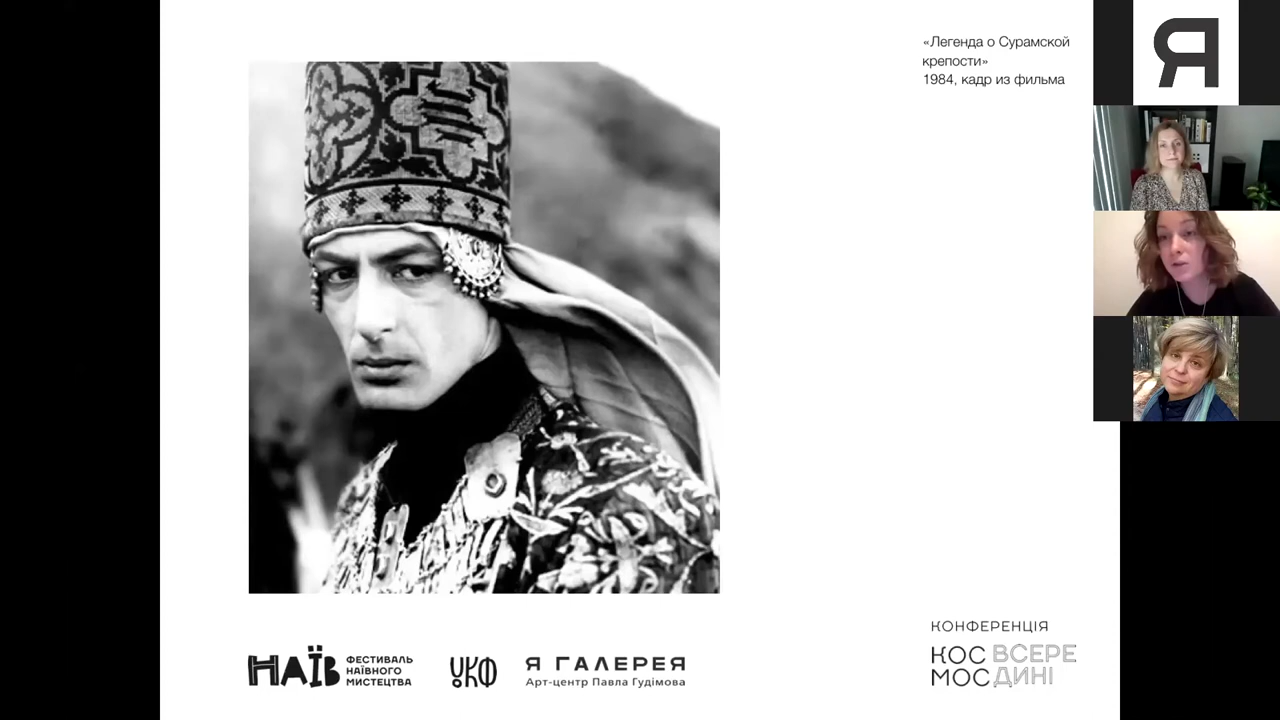 «Легенда о Сурамской
крепости»
1984, кадр из фильма
Я
НАЇВ
ФЕСТИВАЛЬ
НАЇВНОГО
МИСТЕЦТВА
УКФ
Я ГАЛЕРЕЯ
Арт-центр Павла Гудімова
КОНФЕРЕНЦІЯ
КОС ВСЕРЕ
МОС ДИНІ